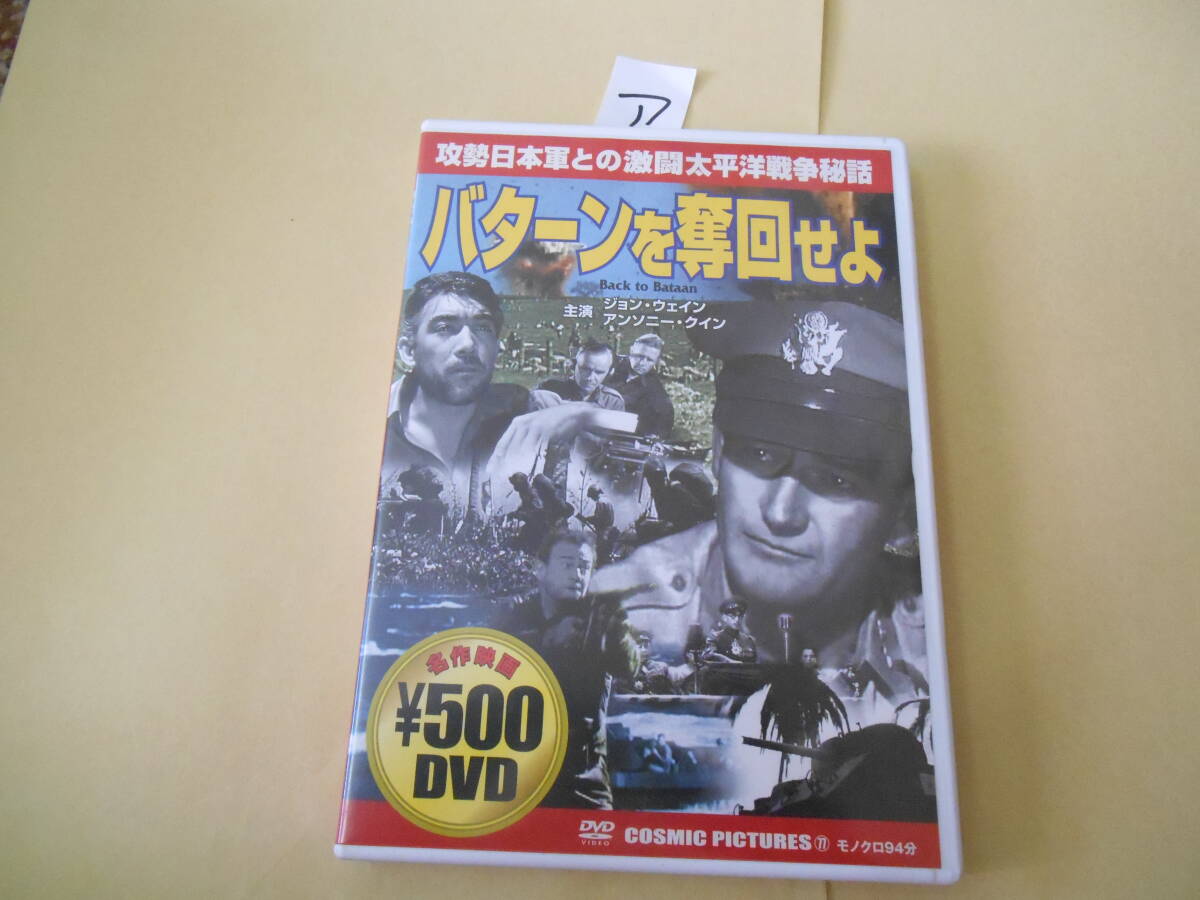 ア
攻勢日本軍との激闘太平洋戦争秘話
バターンを奪回せよ
Back to Bataan
主演 ジョン・ウェイン
アンソニー・クイン
名作映画
¥500
DVD
DVD
VIDEO
COSMIC PICTURES 77 モノクロ94分